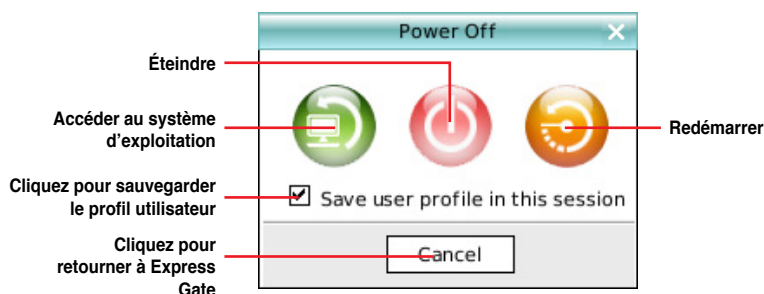 Power Off
Éteindre
Accéder au système
d'exploitation
Redémarrer
Cliquez pour sauvegarder
le profil utilisateur
Save user profile in this session
Cliquez pour
retourner à Express
Gate
Cancel